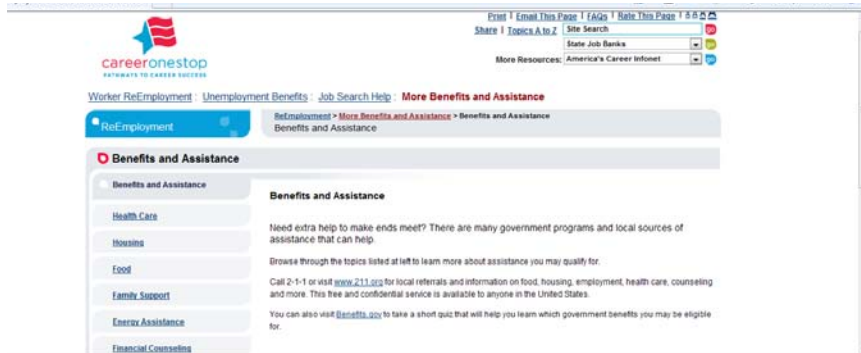 Print | Email This Page | FAQs | Rate This Page |
Share | Topics A to Z Site Search go
State Job Banks go
More Resources: America's Career Infonet go
careeronestop
PATHWAYS TO CAREER SUCCESS
Worker ReEmployment : Unemployment Benefits : Job Search Help : More Benefits and Assistance
ReEmployment
ReEmployment > More Benefits and Assistance > Benefits and Assistance
Benefits and Assistance
Benefits and Assistance
Benefits and Assistance
Health Care
Housing
Food
Family Support
Energy Assistance
Financial Counseling
Benefits and Assistance
Need extra help to make ends meet? There are many government programs and local sources of
assistance that can help.
Browse through the topics listed at left to learn more about assistance you may qualify for.
Call 2-1-1 or visit www.211.org for local referrals and information on food, housing, employment, health care, counseling
and more. This free and confidential service is available to anyone in the United States.
You can also visit Benefits.gov to take a short quiz that will help you learn which government benefits you may be eligible
for.